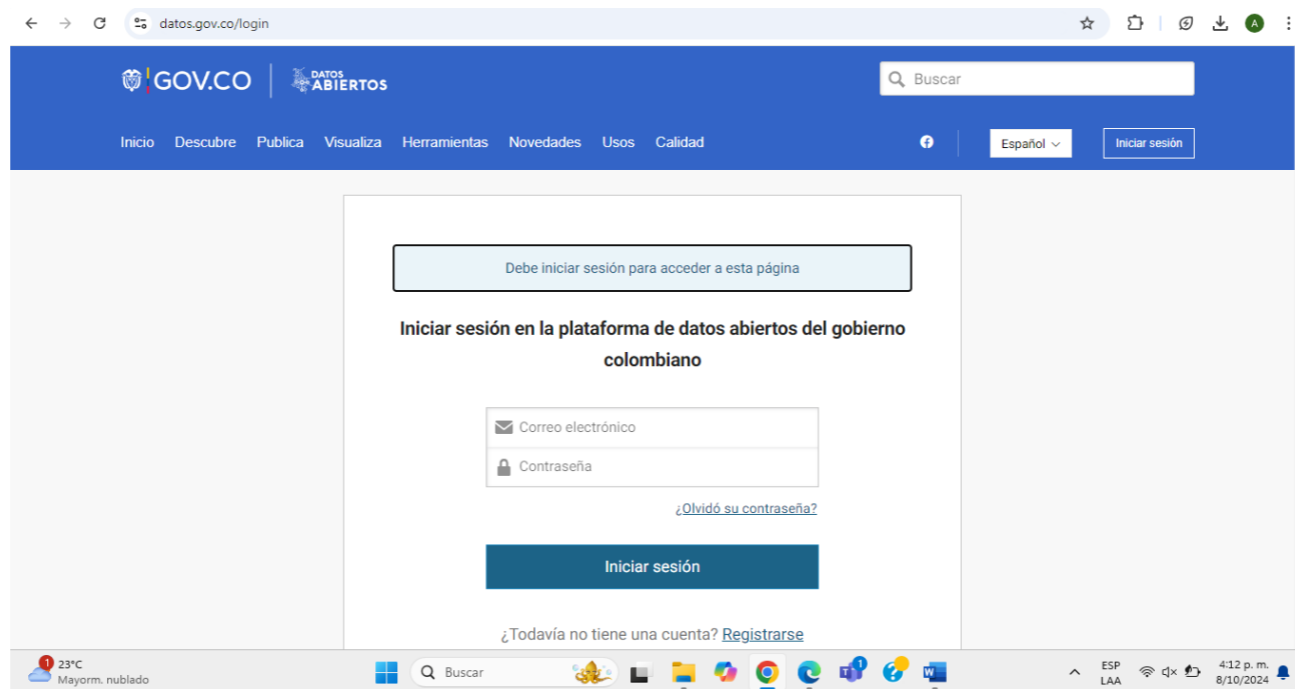 datos.gov.co/login
A
GOV.CO
DATOS
ABIERTOS
Buscar
Inicio Descubre Publica Visualiza Herramientas Novedades Usos Calidad
Español
Iniciar sesión
Debe iniciar sesión para acceder a esta página
Iniciar sesión en la plataforma de datos abiertos del gobierno
colombiano
Correo electrónico
Contraseña
¿Olvidó su contraseña?
Iniciar sesión
¿Todavía no tiene una cuenta? Registrarse
1
23°C
Mayorm. nublado
Buscar
1
ESP
LAA
4:12 p. m.
8/10/2024